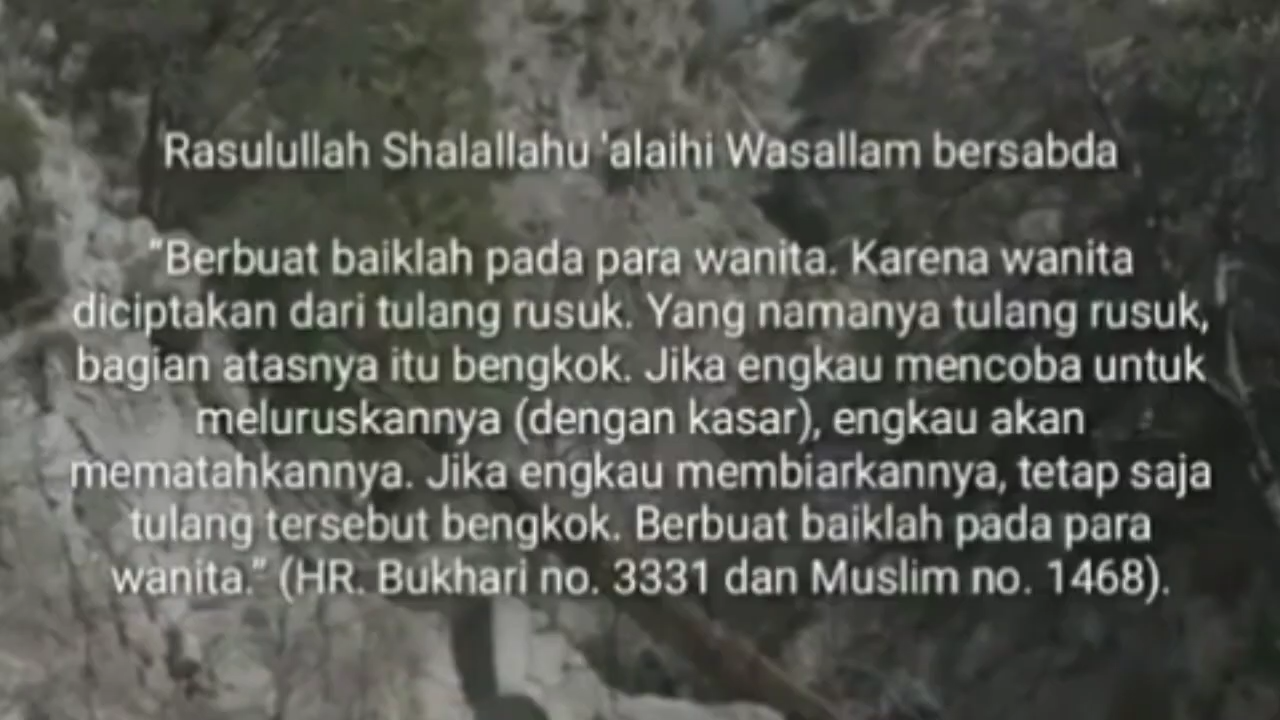 Rasulullah Shalallahu 'alaihi Wasallam bersabda
"Berbuat baiklah pada para wanita. Karena wanita
diciptakan dari tulang rusuk. Yang namanya tulang rusuk,
bagian atasnya itu bengkok. Jika engkau mencoba untuk
meluruskannya (dengan kasar), engkau akan
mematahkannya. Jika engkau membiarkannya, tetap saja
tulang tersebut bengkok. Berbuat baiklah pada para
wanita.” (HR. Bukhari no. 3331 dan Muslim no. 1468).